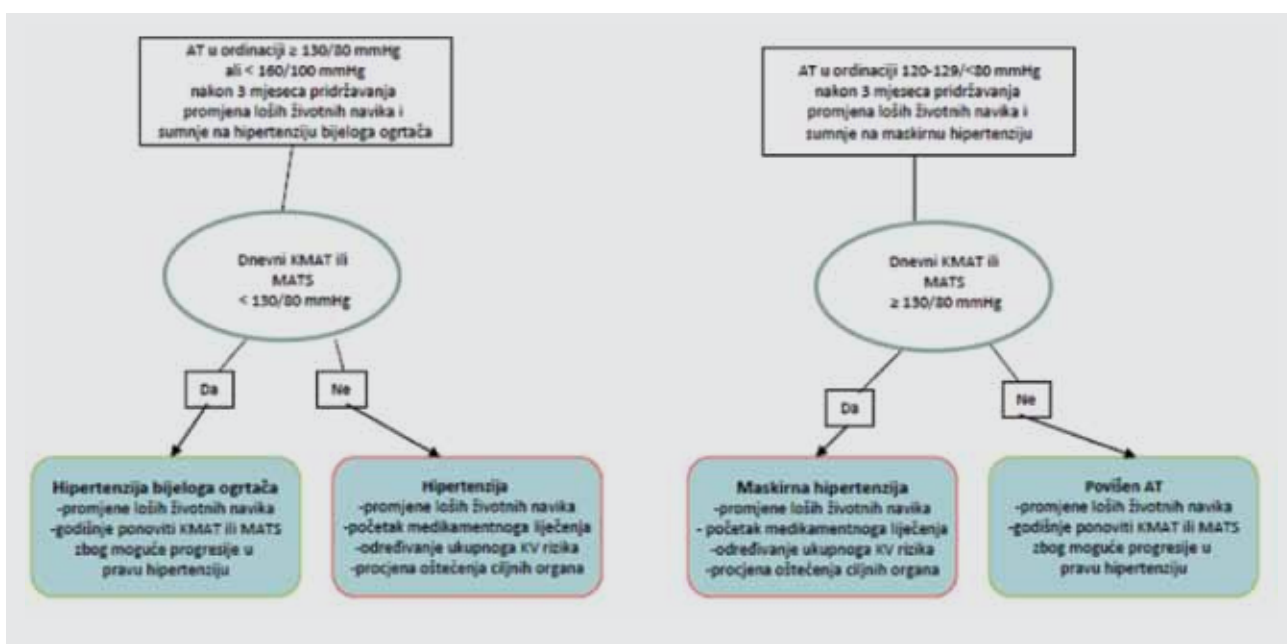 AT u ordinaciji ≥ 130/80 mmHg
ali < 160/100 mmHg
nakon 3 mjeseca pridržavanja
promjena loših životnih navika i
sumnje na hipertenziju bijeloga ogrtača
Dnevni KMAT ili
MATS
< 130/80 mmHg
Da
Ne
Hipertenzija bijeloga ogrtača
-promjene loših životnih navika
-godišnje ponoviti KMAT ili MATS
zbog moguće progresije u
pravu hipertenziju
Hipertenzija
-promjene loših životnih navika
-početak medikamentnoga liječenja
-određivanje ukupnoga KV rizika
-procjena oštećenja ciljnih organa
AT u ordinaciji 120-129/<80 mmHg
nakon 3 mjeseca pridržavanja
promjena loših životnih navika i
sumnje na maskirnu hipertenziju
Dnevni KMAT ili
MATS
≥ 130/80 mmHg
Da
Ne
Maskirna hipertenzija
-promjene loših životnih navika
- početak medikamentnoga liječenja
-određivanje ukupnoga KV rizika
-procjena oštećenja ciljnih organa
Povišen AT
-promjene loših životnih navika
-godišnje ponoviti KMAT ili MATS
zbog moguće progresije u
pravu hipertenziju